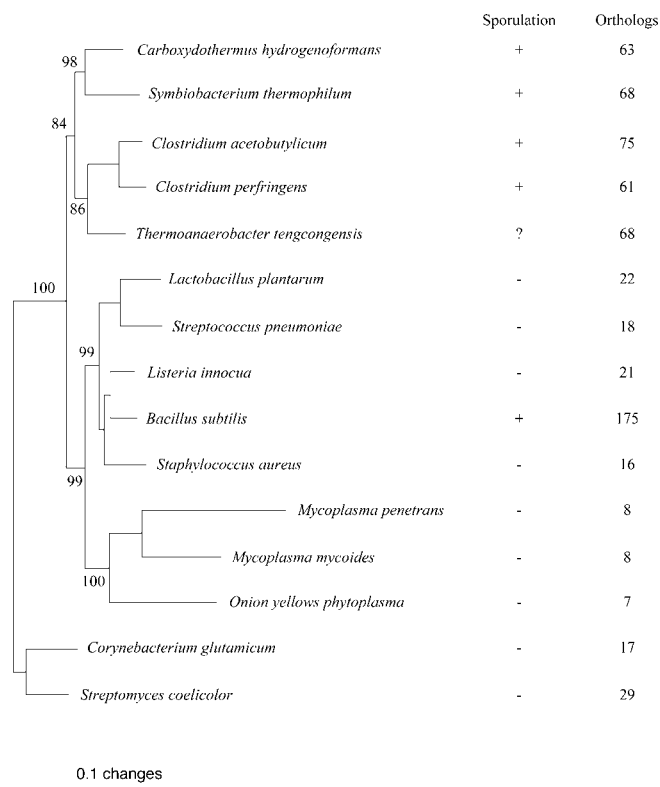 Sporulation Orthologs
98 Carboxydothermus hydrogenoformans + 63
Symbiobacterium thermophilum + 68
84
Clostridium acetobutylicum + 75
Clostridium perfringens + 61
86
Thermoanaerobacter tengcongensis ? 68
Lactobacillus plantarum - 22
100
Streptococcus pneumoniae - 18
99
Listeria innocua - 21
Bacillus subtilis + 175
Staphylococcus aureus - 16
99
Mycoplasma penetrans - 8
Mycoplasma mycoides - 8
100
Onion yellows phytoplasma - 7
Corynebacterium glutamicum - 17
Streptomyces coelicolor - 29
0.1 changes